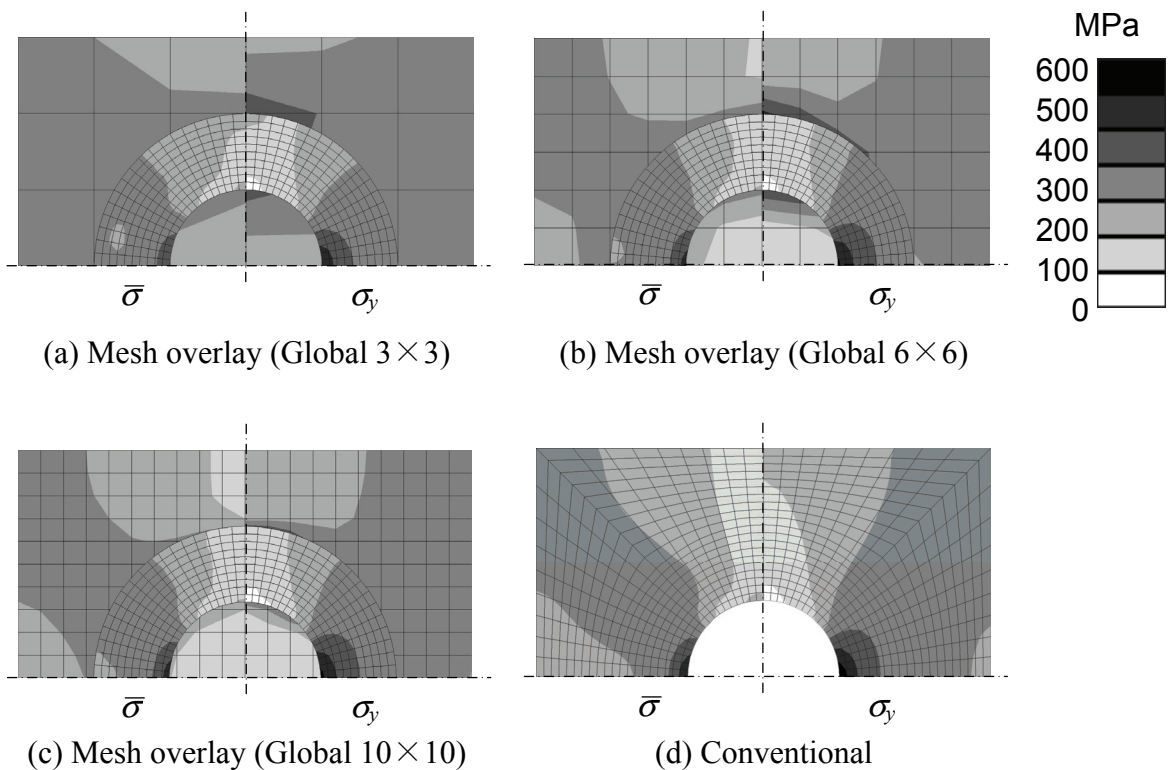 MPa
600
500
400
300
200
100
0
σ̅ σy
σ̅ σy
(a) Mesh overlay (Global 3×3)
(b) Mesh overlay (Global 6×6)
σ̅ σy
σ̅ σy
(c) Mesh overlay (Global 10×10)
(d) Conventional